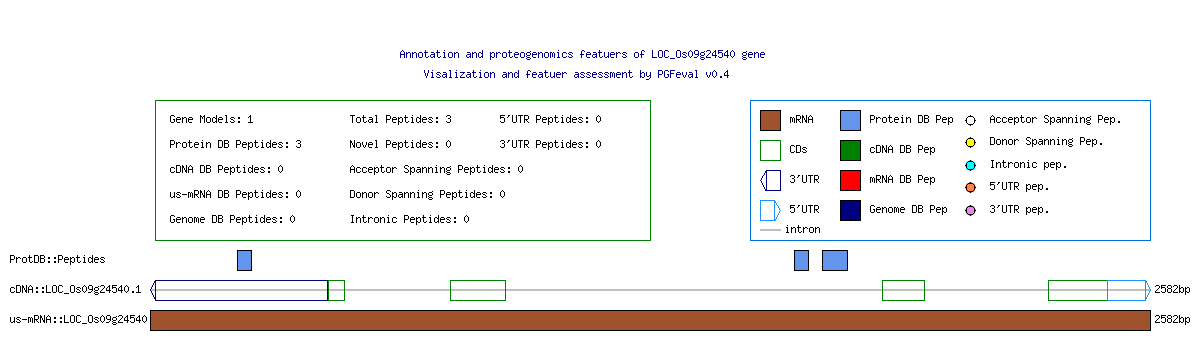 Annotation and proteogenomics featuers of LOC_Os09g24540 gene
Visalization and featuer assessment by PGFeval v0.4
Gene Models: 1
Total Peptides: 3
5'UTR Peptides: 0
Protein DB Peptides: 3
Novel Peptides: 0
3'UTR Peptides: 0
cDNA DB Peptides: 0
Acceptor Spanning Peptides: 0
us-mRNA DB Peptides: 0
Donor Spanning Peptides: 0
Genome DB Peptides: 0
Intronic Peptides: 0
mRNA
Protein DB Pep
Acceptor Spanning Pep.
CDs
cDNA DB Pep
Donor Spanning Pep.
3'UTR
mRNA DB Pep
Intronic pep.
5'UTR
Genome DB Pep
5'UTR pep.
3'UTR pep.
intron
ProtDB::Peptides
cDNA::LOC_Os09g24540.1
2582bp
us-mRNA::LOC_Os09g24540
2582bp